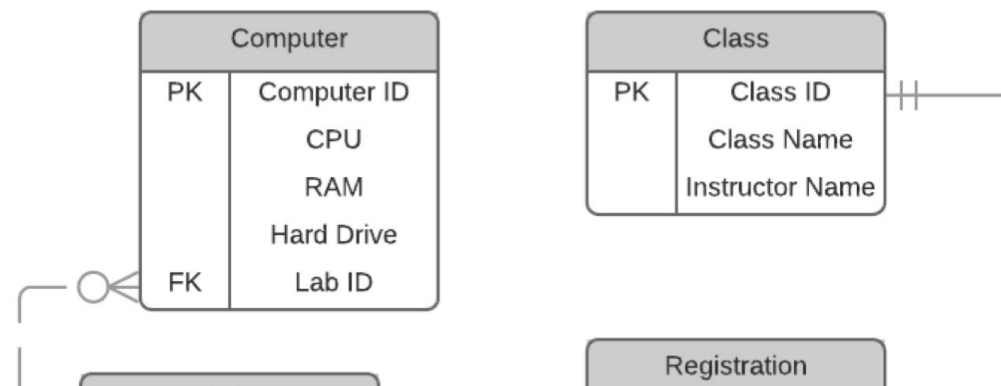 Computer
PK Computer ID
CPU
RAM
Hard Drive
FK Lab ID
Class
PK Class ID
Class Name
Instructor Name
Registration